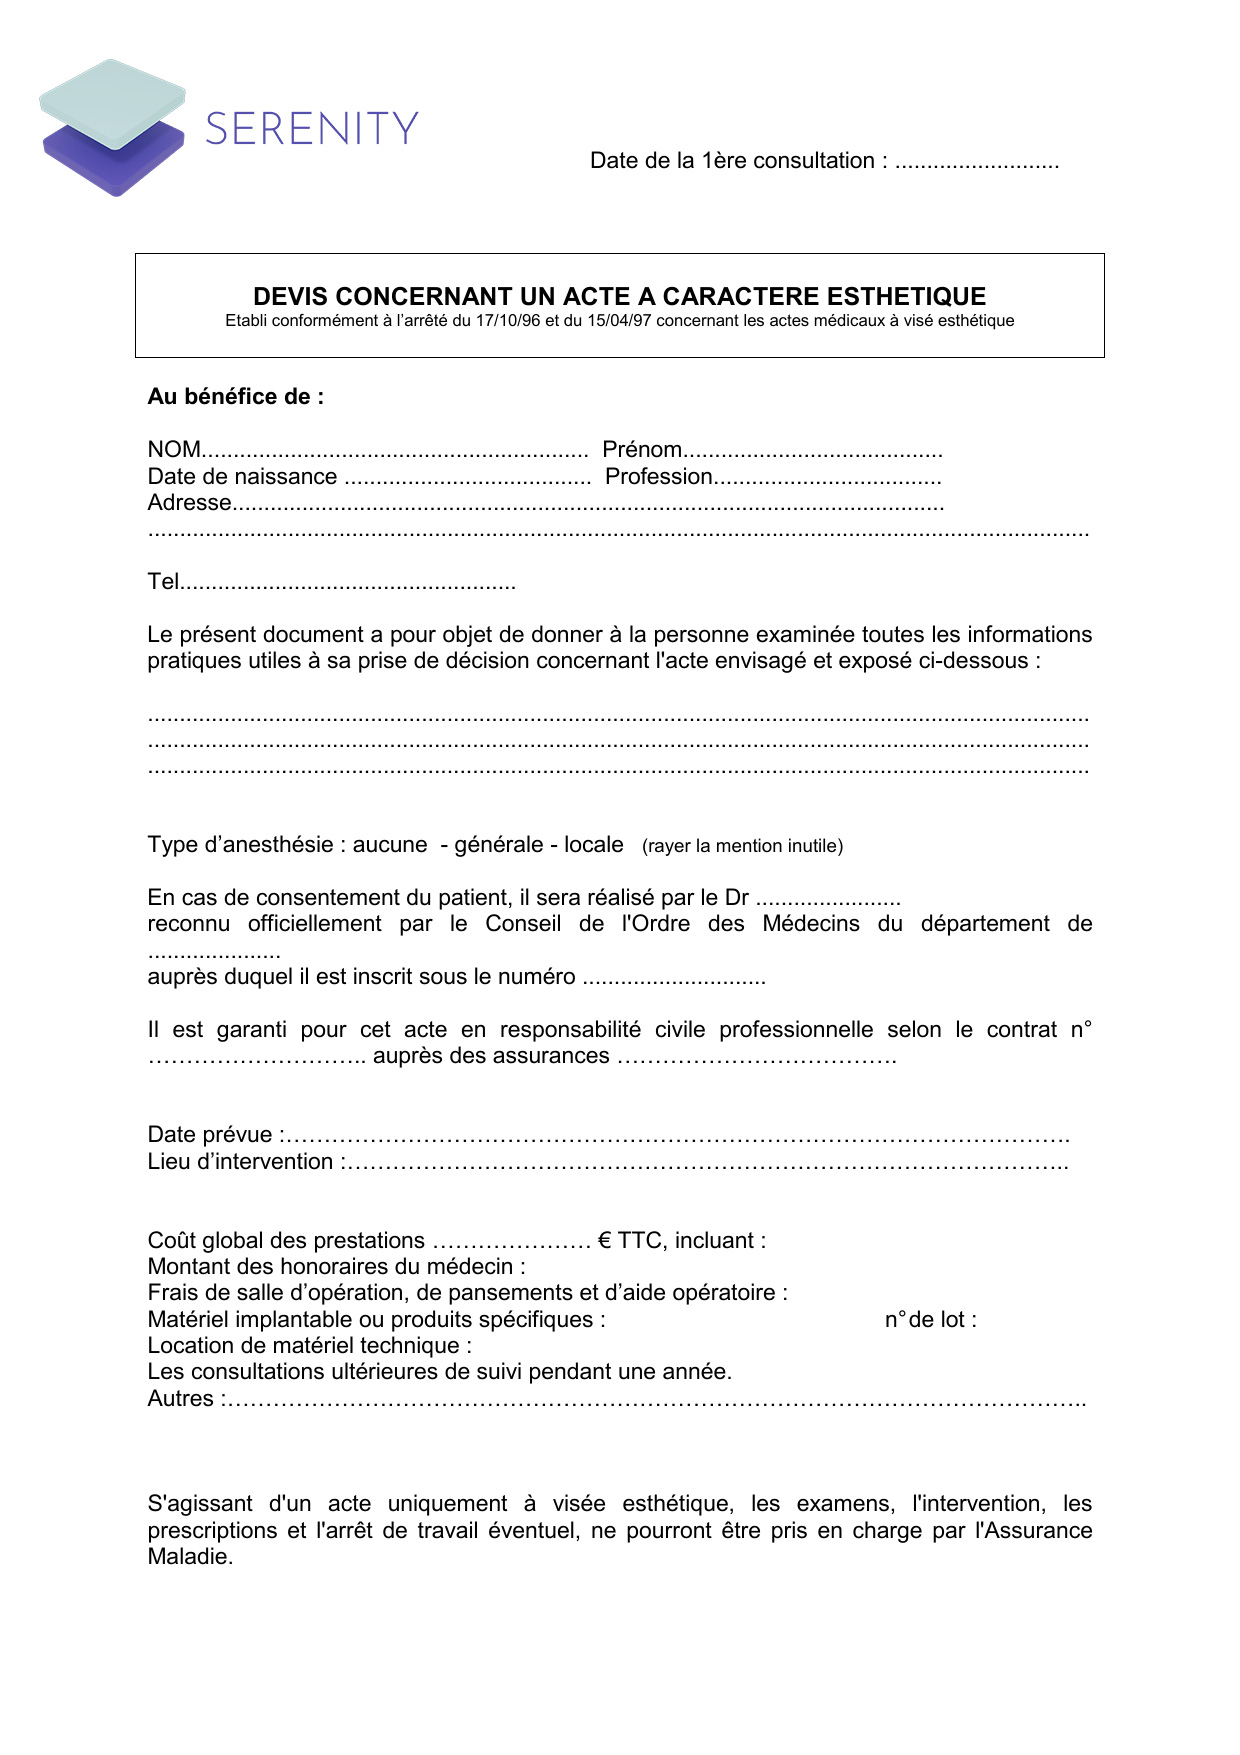 SERENITY
Date de la 1ère consultation : ..........................
DEVIS CONCERNANT UN ACTE A CARACTERE ESTHETIQUE
Etabli conformément à l’arrêté du 17/10/96 et du 15/04/97 concernant les actes médicaux à visé esthétique
Au bénéfice de :
NOM............................................................. Prénom.........................................
Date de naissance ....................................... Profession....................................
Adresse................................................................................................................
....................................................................................................................................................
Tel.....................................................
Le présent document a pour objet de donner à la personne examinée toutes les informations
pratiques utiles à sa prise de décision concernant l'acte envisagé et exposé ci-dessous :
....................................................................................................................................................
....................................................................................................................................................
....................................................................................................................................................
Type d’anesthésie : aucune - générale - locale (rayer la mention inutile)
En cas de consentement du patient, il sera réalisé par le Dr .......................
reconnu officiellement par le Conseil de l'Ordre des Médecins du département de
.....................
auprès duquel il est inscrit sous le numéro .............................
Il est garanti pour cet acte en responsabilité civile professionnelle selon le contrat n°
……………………….. auprès des assurances ……………………………….
Date prévue :………………………………………………………………………………………….
Lieu d’intervention :…………………………………………………………………………………..
Coût global des prestations ………………… € TTC, incluant :
Montant des honoraires du médecin :
Frais de salle d’opération, de pansements et d’aide opératoire :
Matériel implantable ou produits spécifiques : n° de lot :
Location de matériel technique :
Les consultations ultérieures de suivi pendant une année.
Autres :…………………………………………………………………………………………………..
S'agissant d'un acte uniquement à visée esthétique, les examens, l'intervention, les
prescriptions et l'arrêt de travail éventuel, ne pourront être pris en charge par l'Assurance
Maladie.